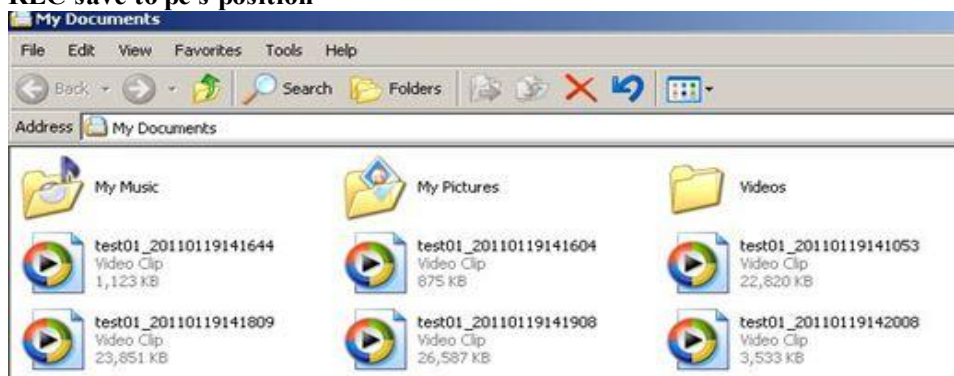 REC save to pc's position
My Documents
File Edit View Favorites Tools Help
Back Search Folders
Address My Documents
My Music My Pictures Videos
test01_20110119141644 test01_20110119141604 test01_20110119141053
Video Clip Video Clip Video Clip
1,123 KB 875 KB 22,820 KB
test01_20110119141809 test01_20110119141908 test01_20110119142008
Video Clip Video Clip Video Clip
23,851 KB 26,587 KB 3,533 KB